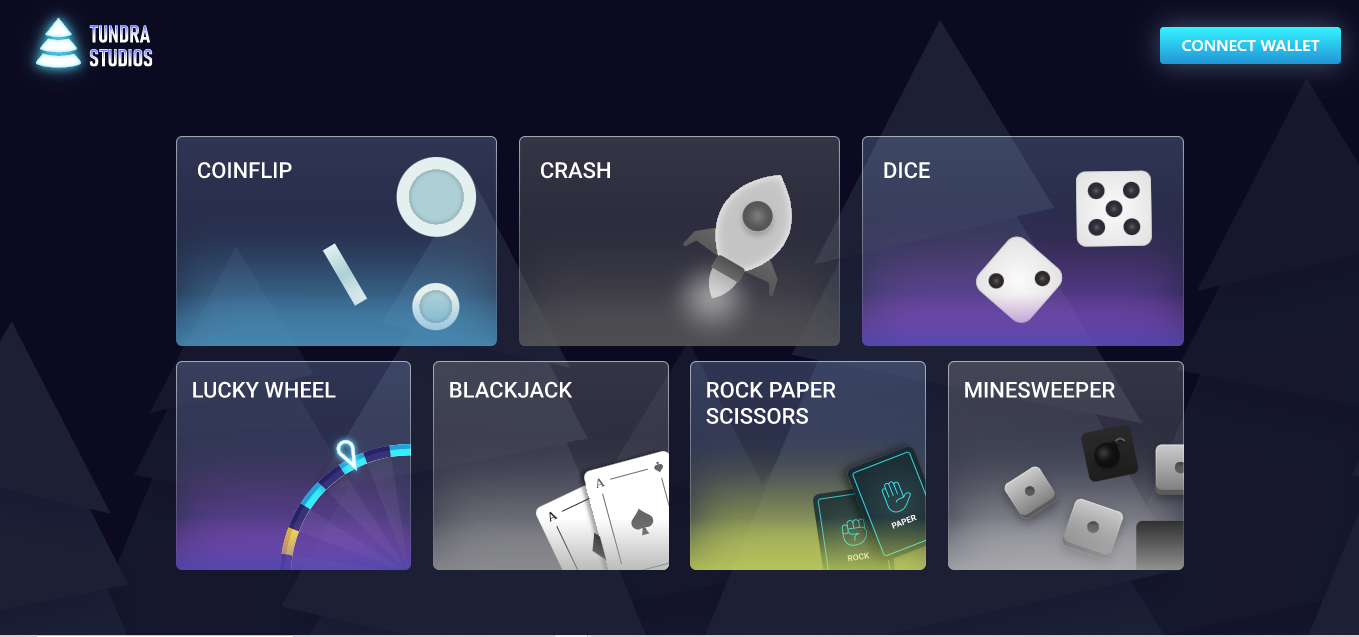 TUNDRA
STUDIOS
CONNECT WALLET
COINFLIP
CRASH
DICE
LUCKY WHEEL
BLACKJACK
A
A
ROCK PAPER
SCISSORS
PAPER
ROCK
MINESWEEPER